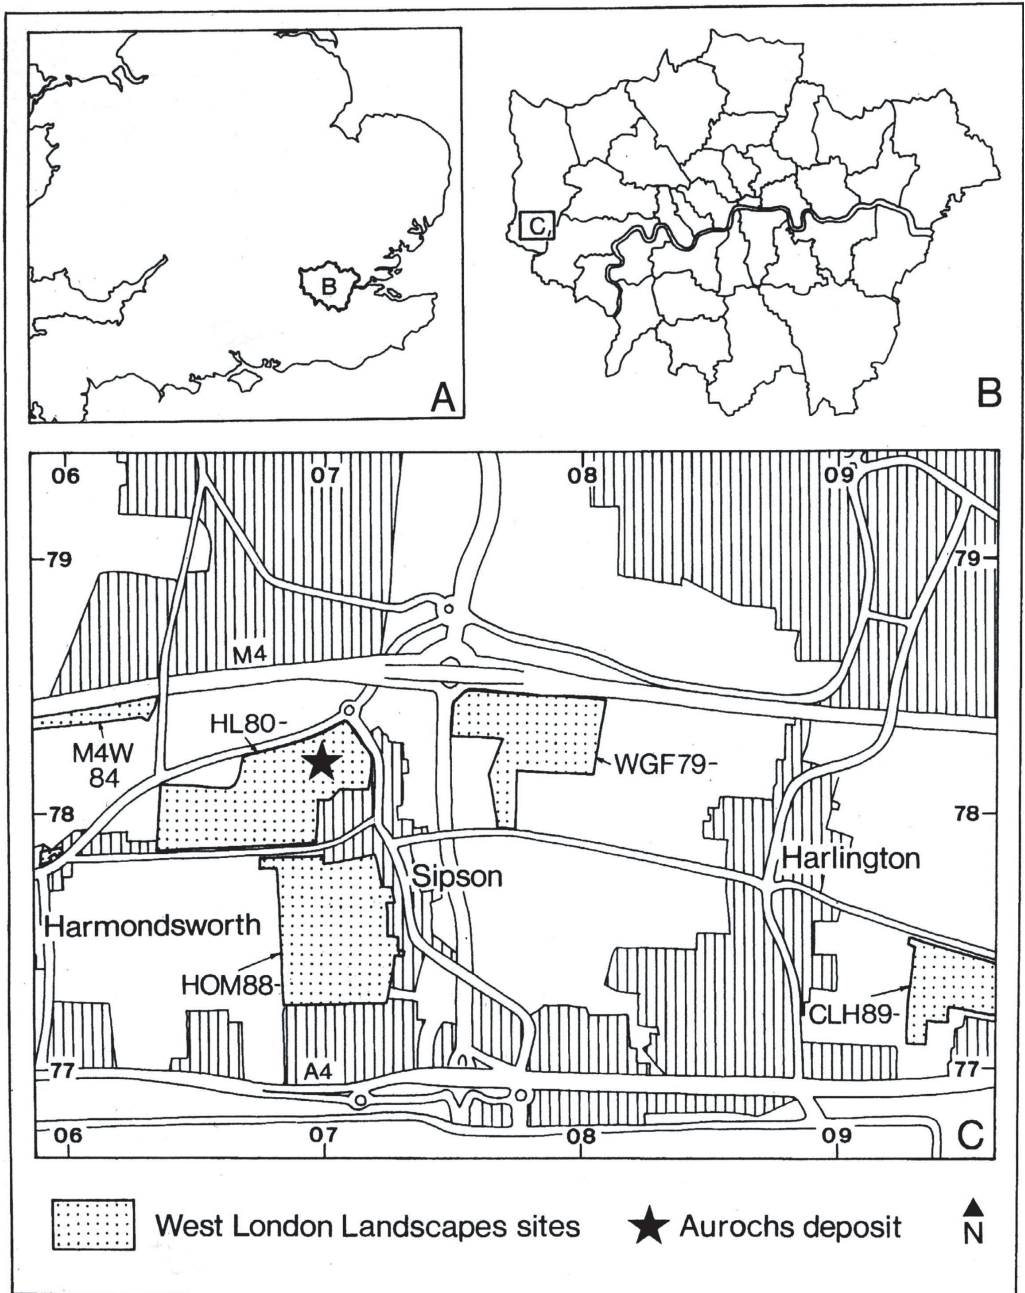 B
A
C
B
06
07
08
09
79
79
M4
HL80-
M4W
84
WGF79-
78
78
Harlington
Sipson
Harmondsworth
HOM88-
CLH89-
77
A4
77
06
07
08
09
C
West London Landscapes sites
Aurochs deposit
N